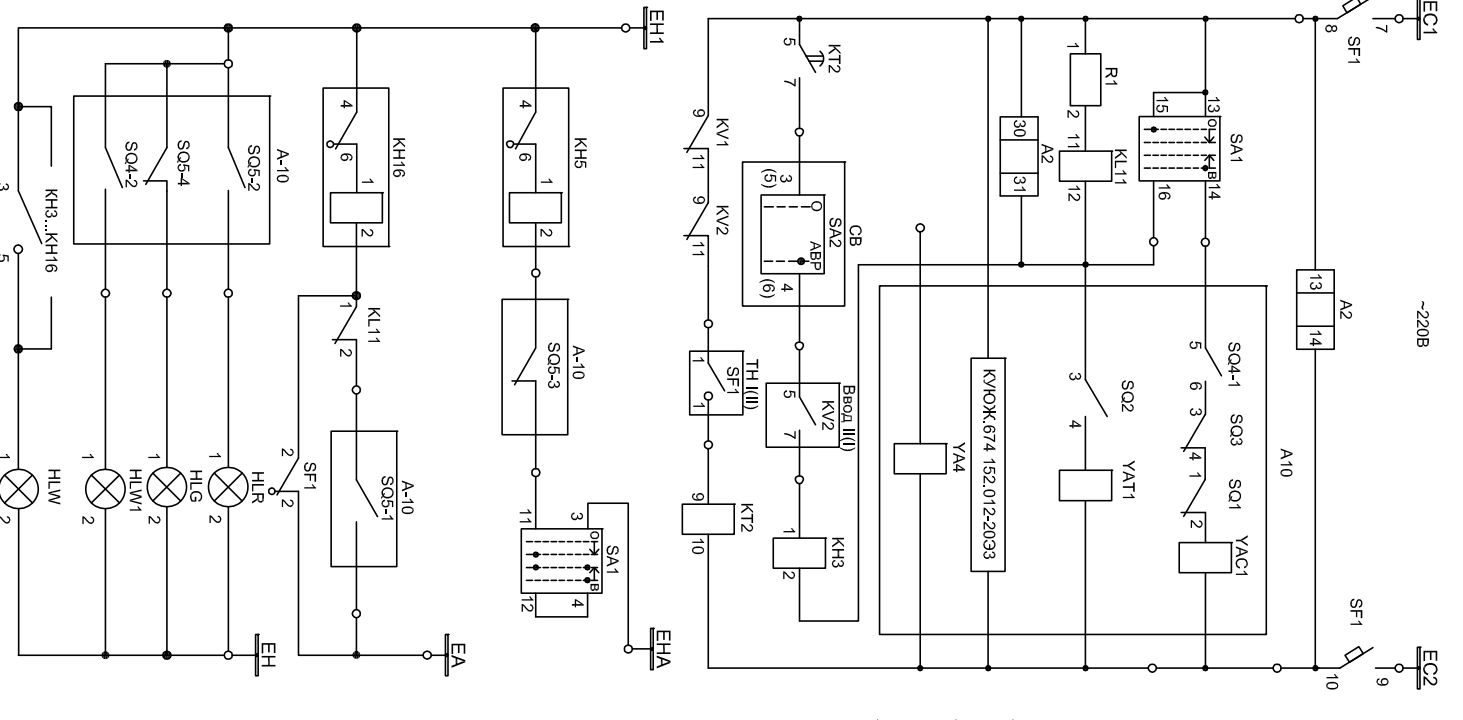 EC1
7
8
SF1
EC2
9
10
SF1
~220В
A2
13
14
SA1
13
15
О
В
14
16
A10
SQ4-1
5
6
SQ3
3
4
SQ1
1
2
YAC1
R1
1
2
KL11
11
12
SQ2
3
4
YAT1
A2
30
31
КУЮЖ.674 152.012-20Э3
YA4
KT2
5
7
СВ
SA2
3
(5)
О
АВР
4
(6)
Ввод II(I)
KV2
5
7
KH3
1
2
KV1
9
11
KV2
9
11
ТН I(II)
SF1
1
1
KT2
9
10
EH1
EHA
SA1
3
11
О
В
4
12
KH5
4
6
1
2
A-10
SQ5-3
EA
KH16
4
6
1
2
KL11
1
2
A-10
SQ5-1
SF1
2
2
EH
A-10
SQ5-2
SQ5-4
SQ4-2
HLR
1
2
HLG
1
2
HLW1
1
2
KH3...KH16
3
5
HLW
1
2